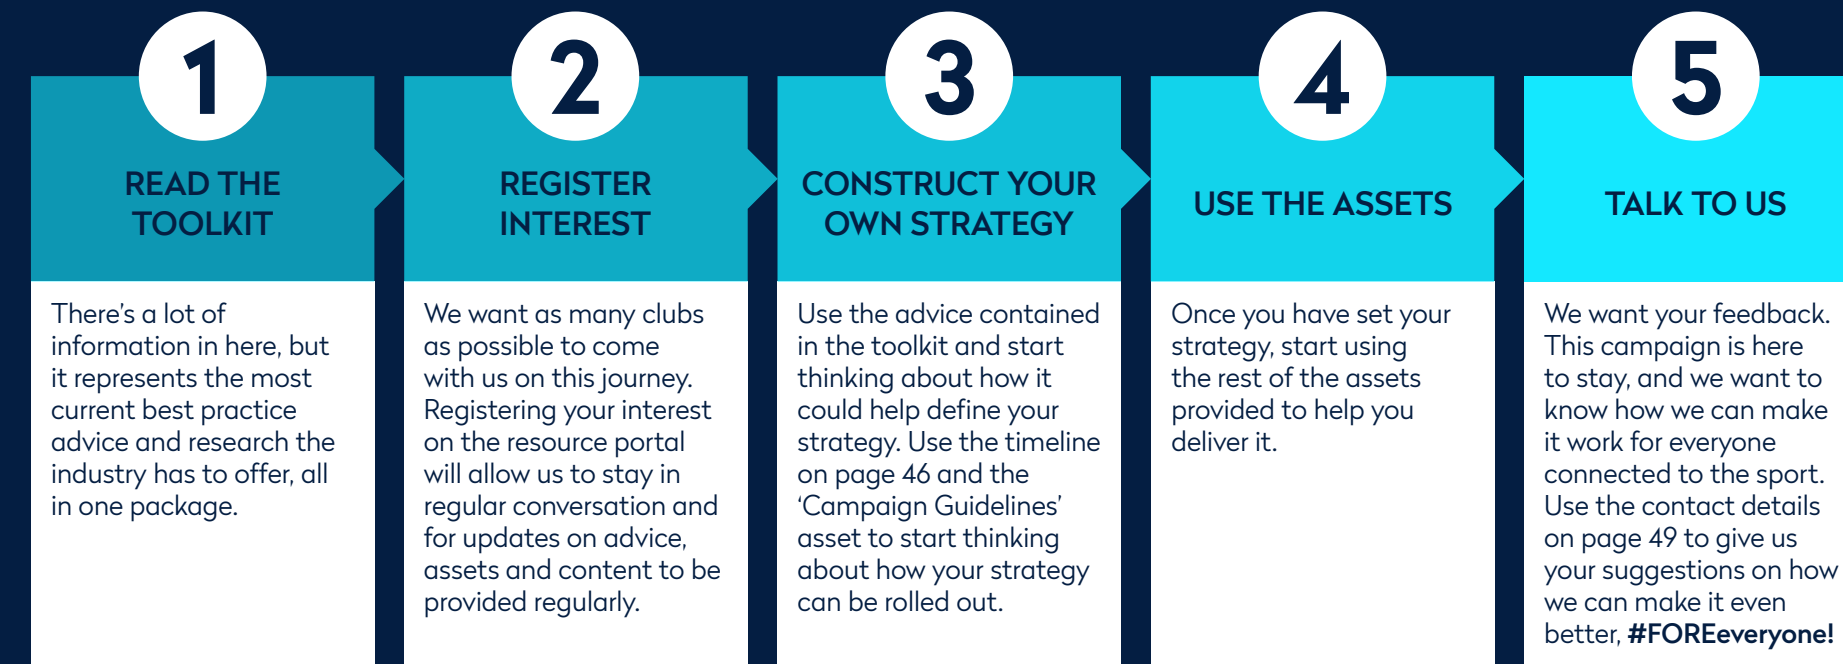 1
READ THE
TOOLKIT
There’s a lot of
information in here, but
it represents the most
current best practice
advice and research the
industry has to offer, all
in one package.
2
REGISTER
INTEREST
We want as many clubs
as possible to come
with us on this journey.
Registering your interest
on the resource portal
will allow us to stay in
regular conversation and
for updates on advice,
assets and content to be
provided regularly.
3
CONSTRUCT YOUR
OWN STRATEGY
Use the advice contained
in the toolkit and start
thinking about how it
could help define your
strategy. Use the timeline
on page 46 and the
‘Campaign Guidelines’
asset to start thinking
about how your strategy
can be rolled out.
4
USE THE ASSETS
Once you have set your
strategy, start using
the rest of the assets
provided to help you
deliver it.
5
TALK TO US
We want your feedback.
This campaign is here
to stay, and we want to
know how we can make
it work for everyone
connected to the sport.
Use the contact details
on page 49 to give us
your suggestions on how
we can make it even
better, #FOREeveryone!